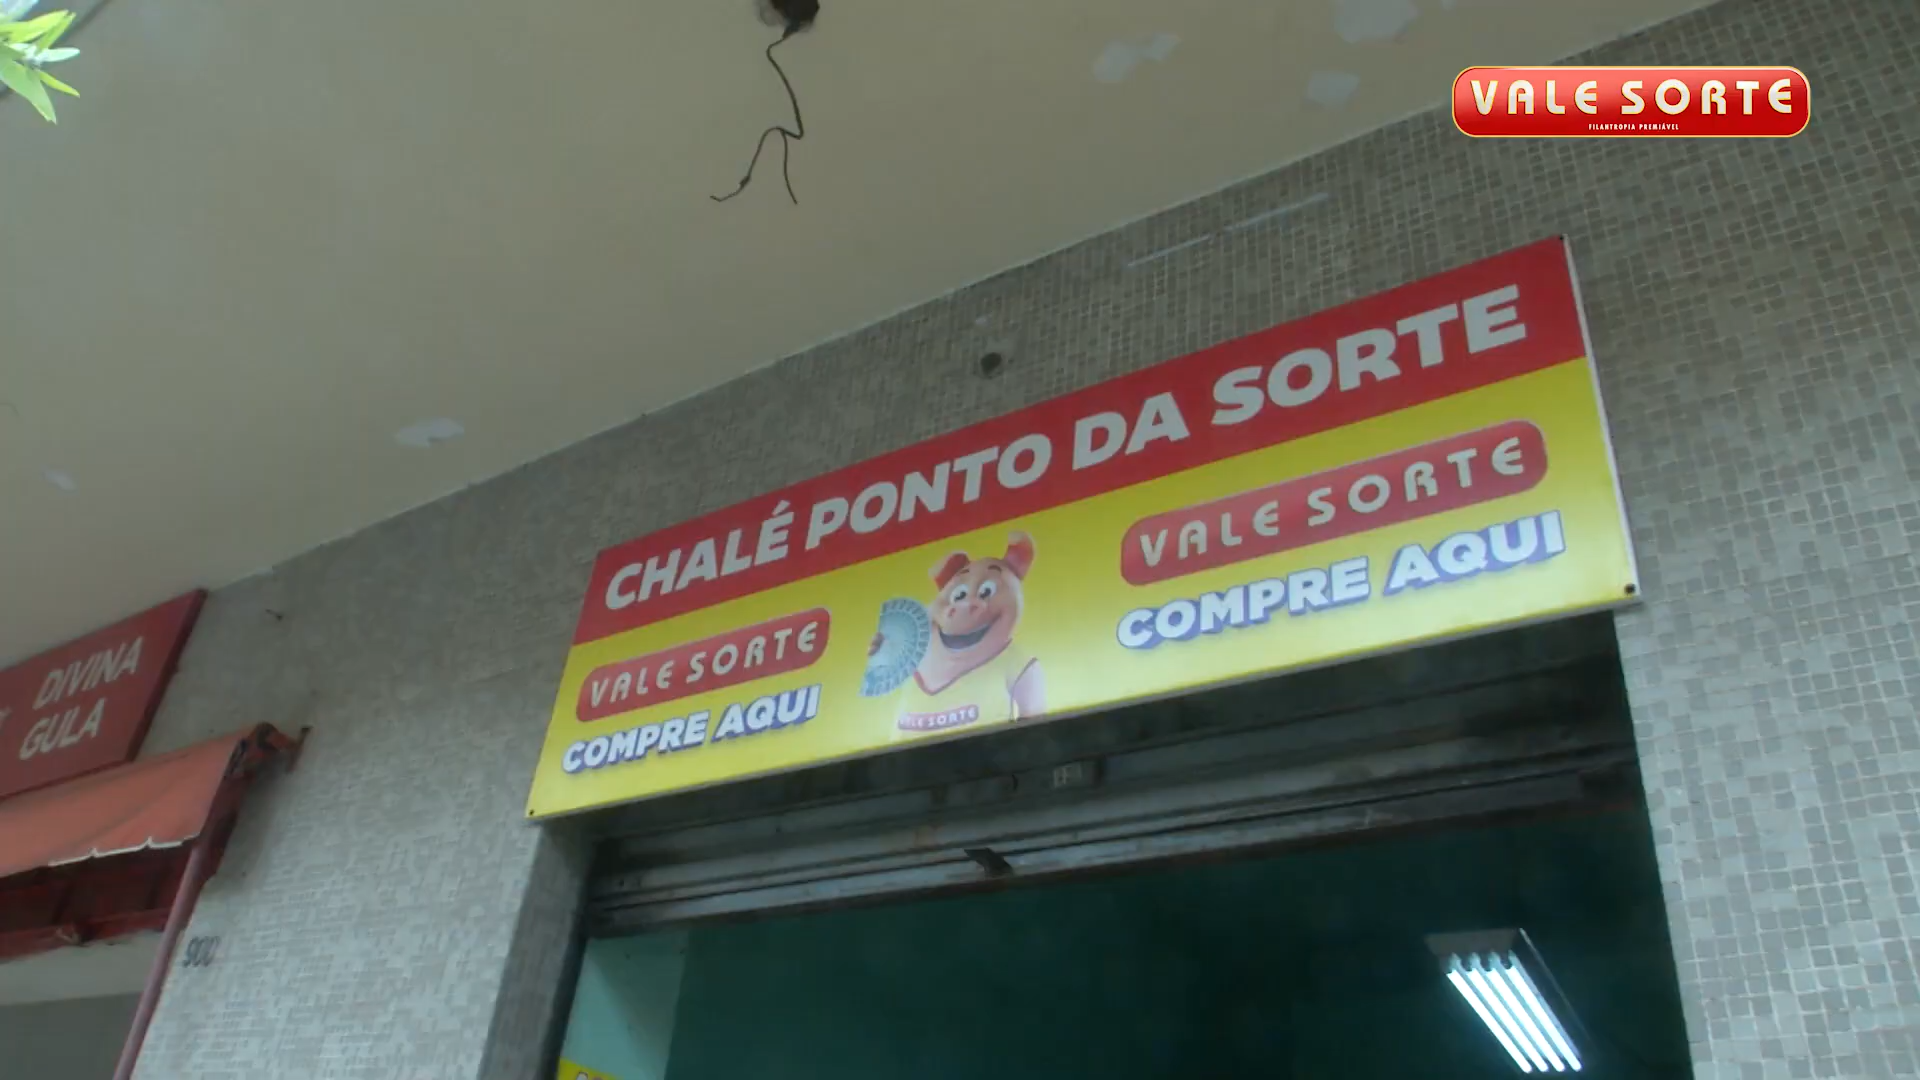 VALE SORTE
FILANTROPIA PREMIÁVEL
CHALÉ PONTO DA SORTE
VALE SORTE
COMPRE AQUI
VALE SORTE
VALE SORTE
COMPRE AQUI
DIVINA
GULA
900